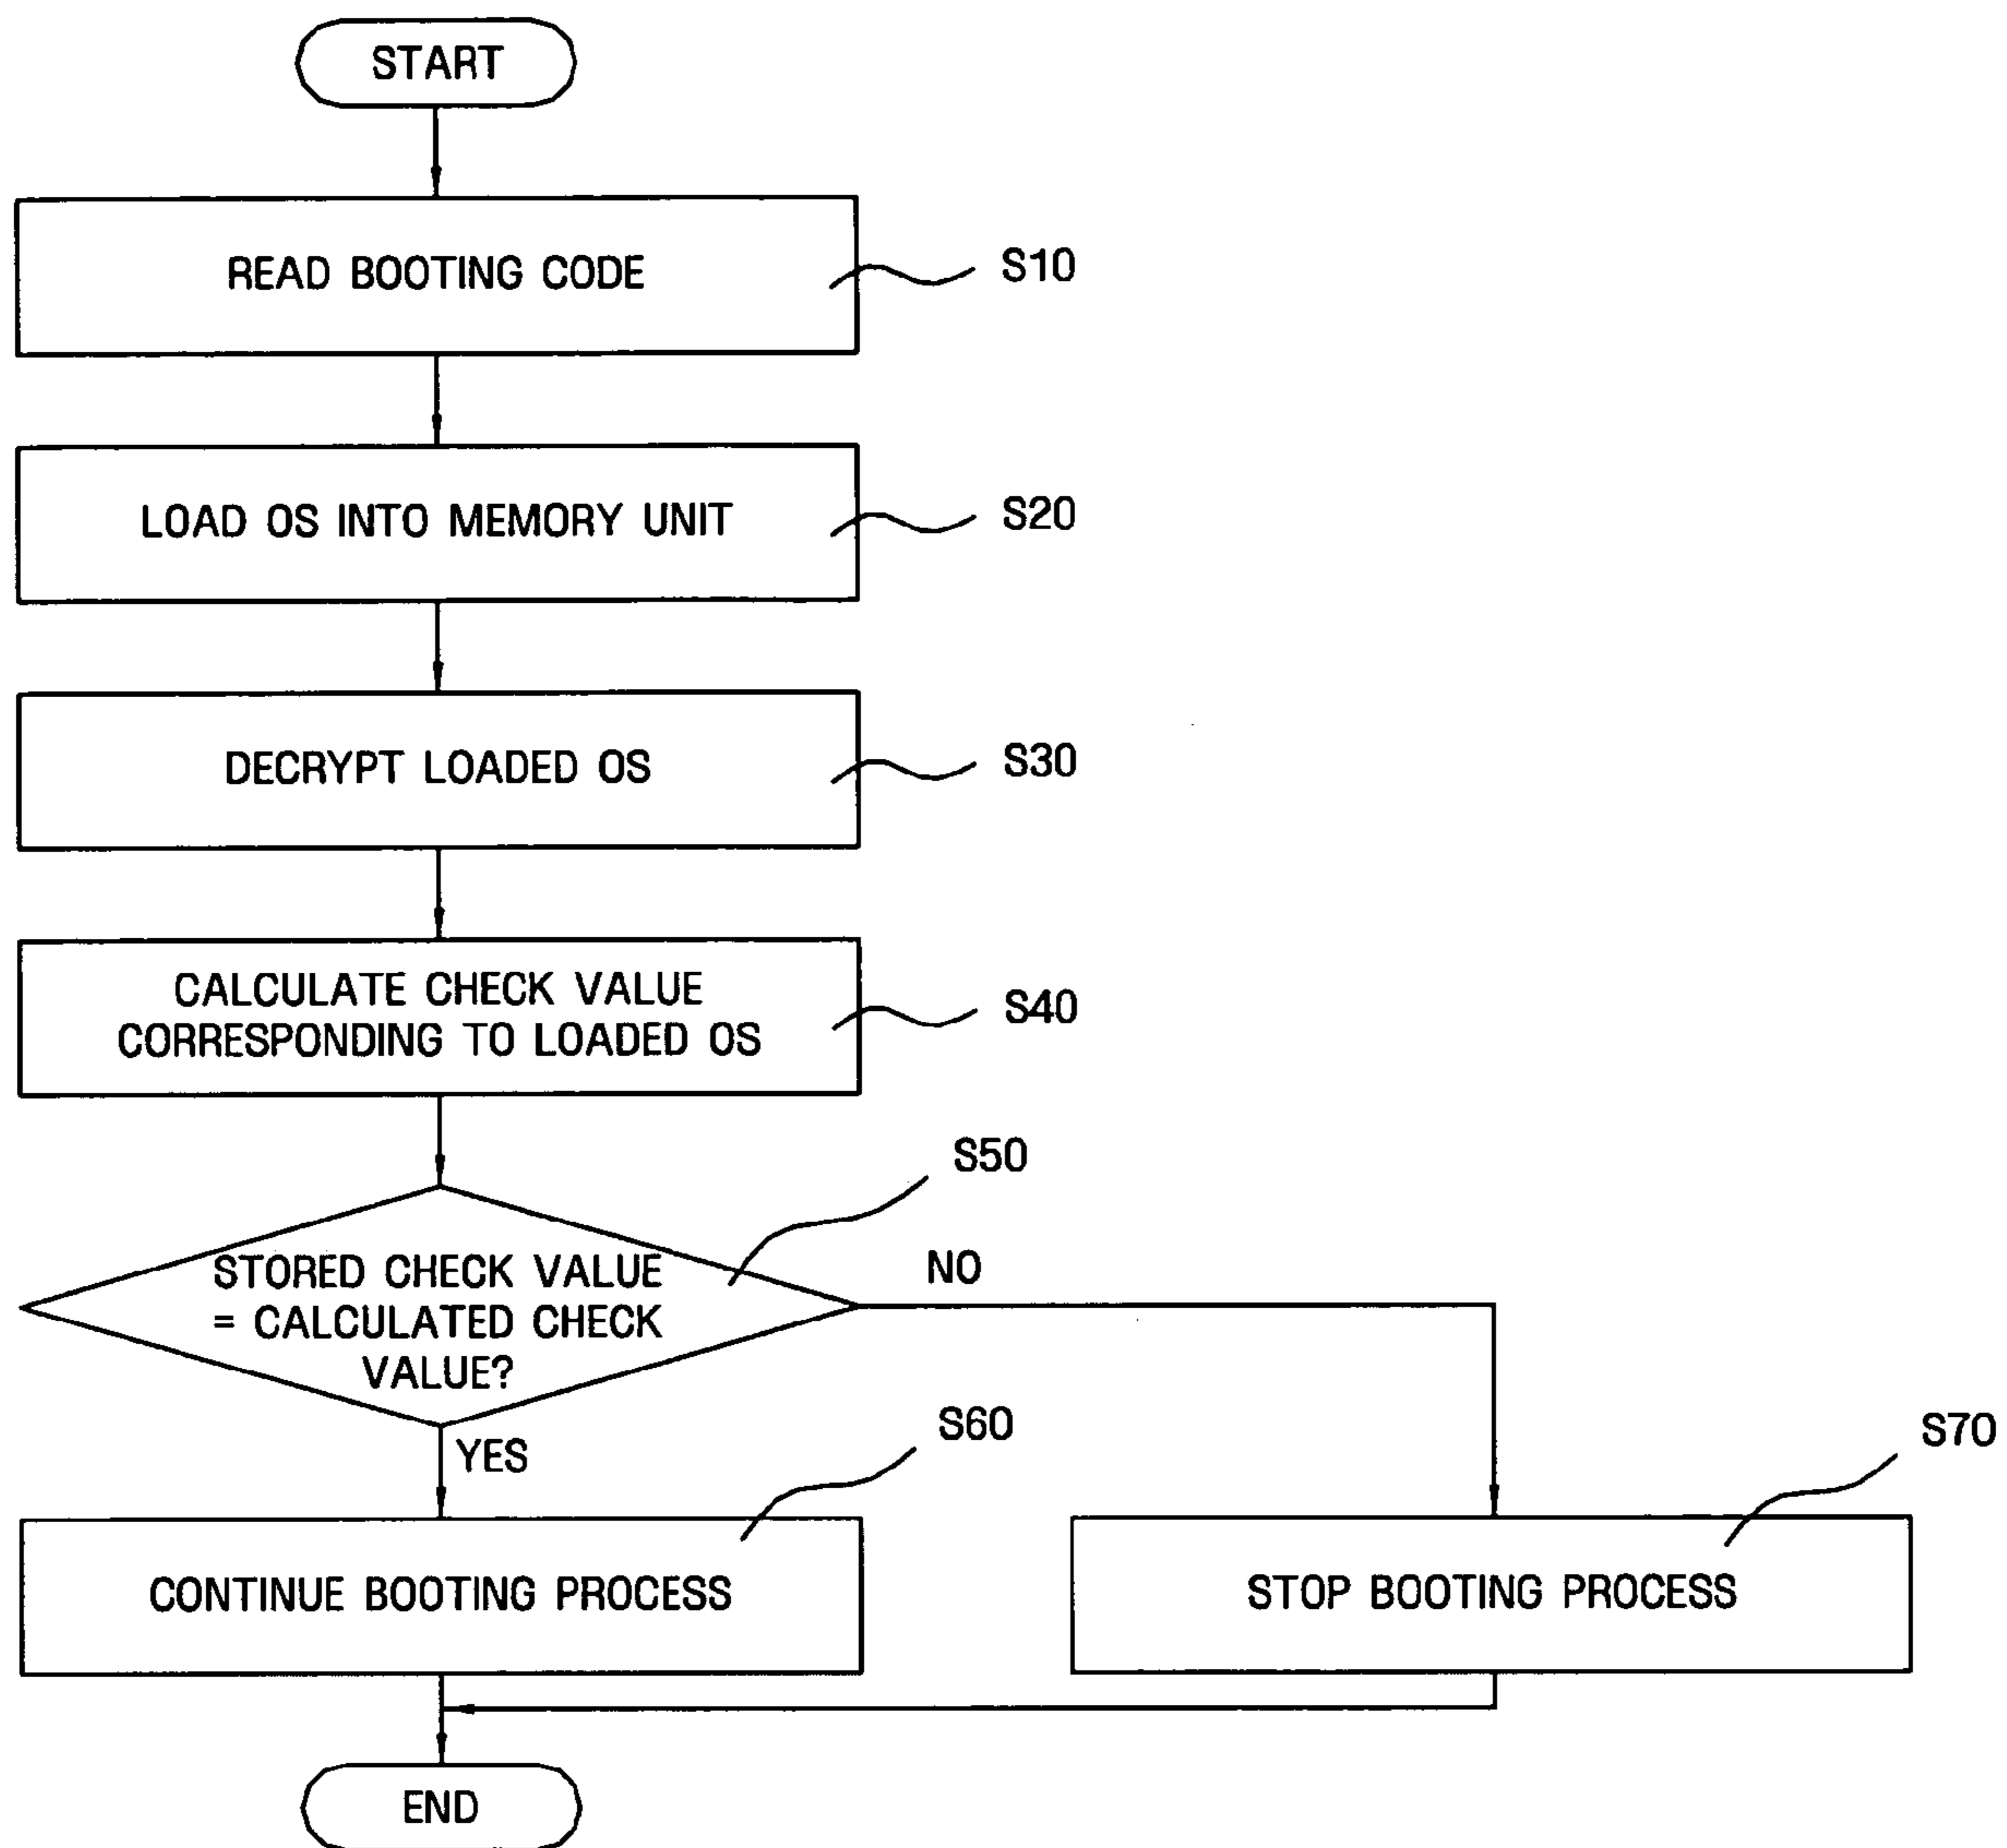 START
READ BOOTING CODE
S10
LOAD OS INTO MEMORY UNIT
S20
DECRYPT LOADED OS
S30
CALCULATE CHECK VALUE
CORRESPONDING TO LOADED OS
S40
S50
STORED CHECK VALUE
= CALCULATED CHECK
VALUE?
NO
YES
S60
S70
CONTINUE BOOTING PROCESS
STOP BOOTING PROCESS
END